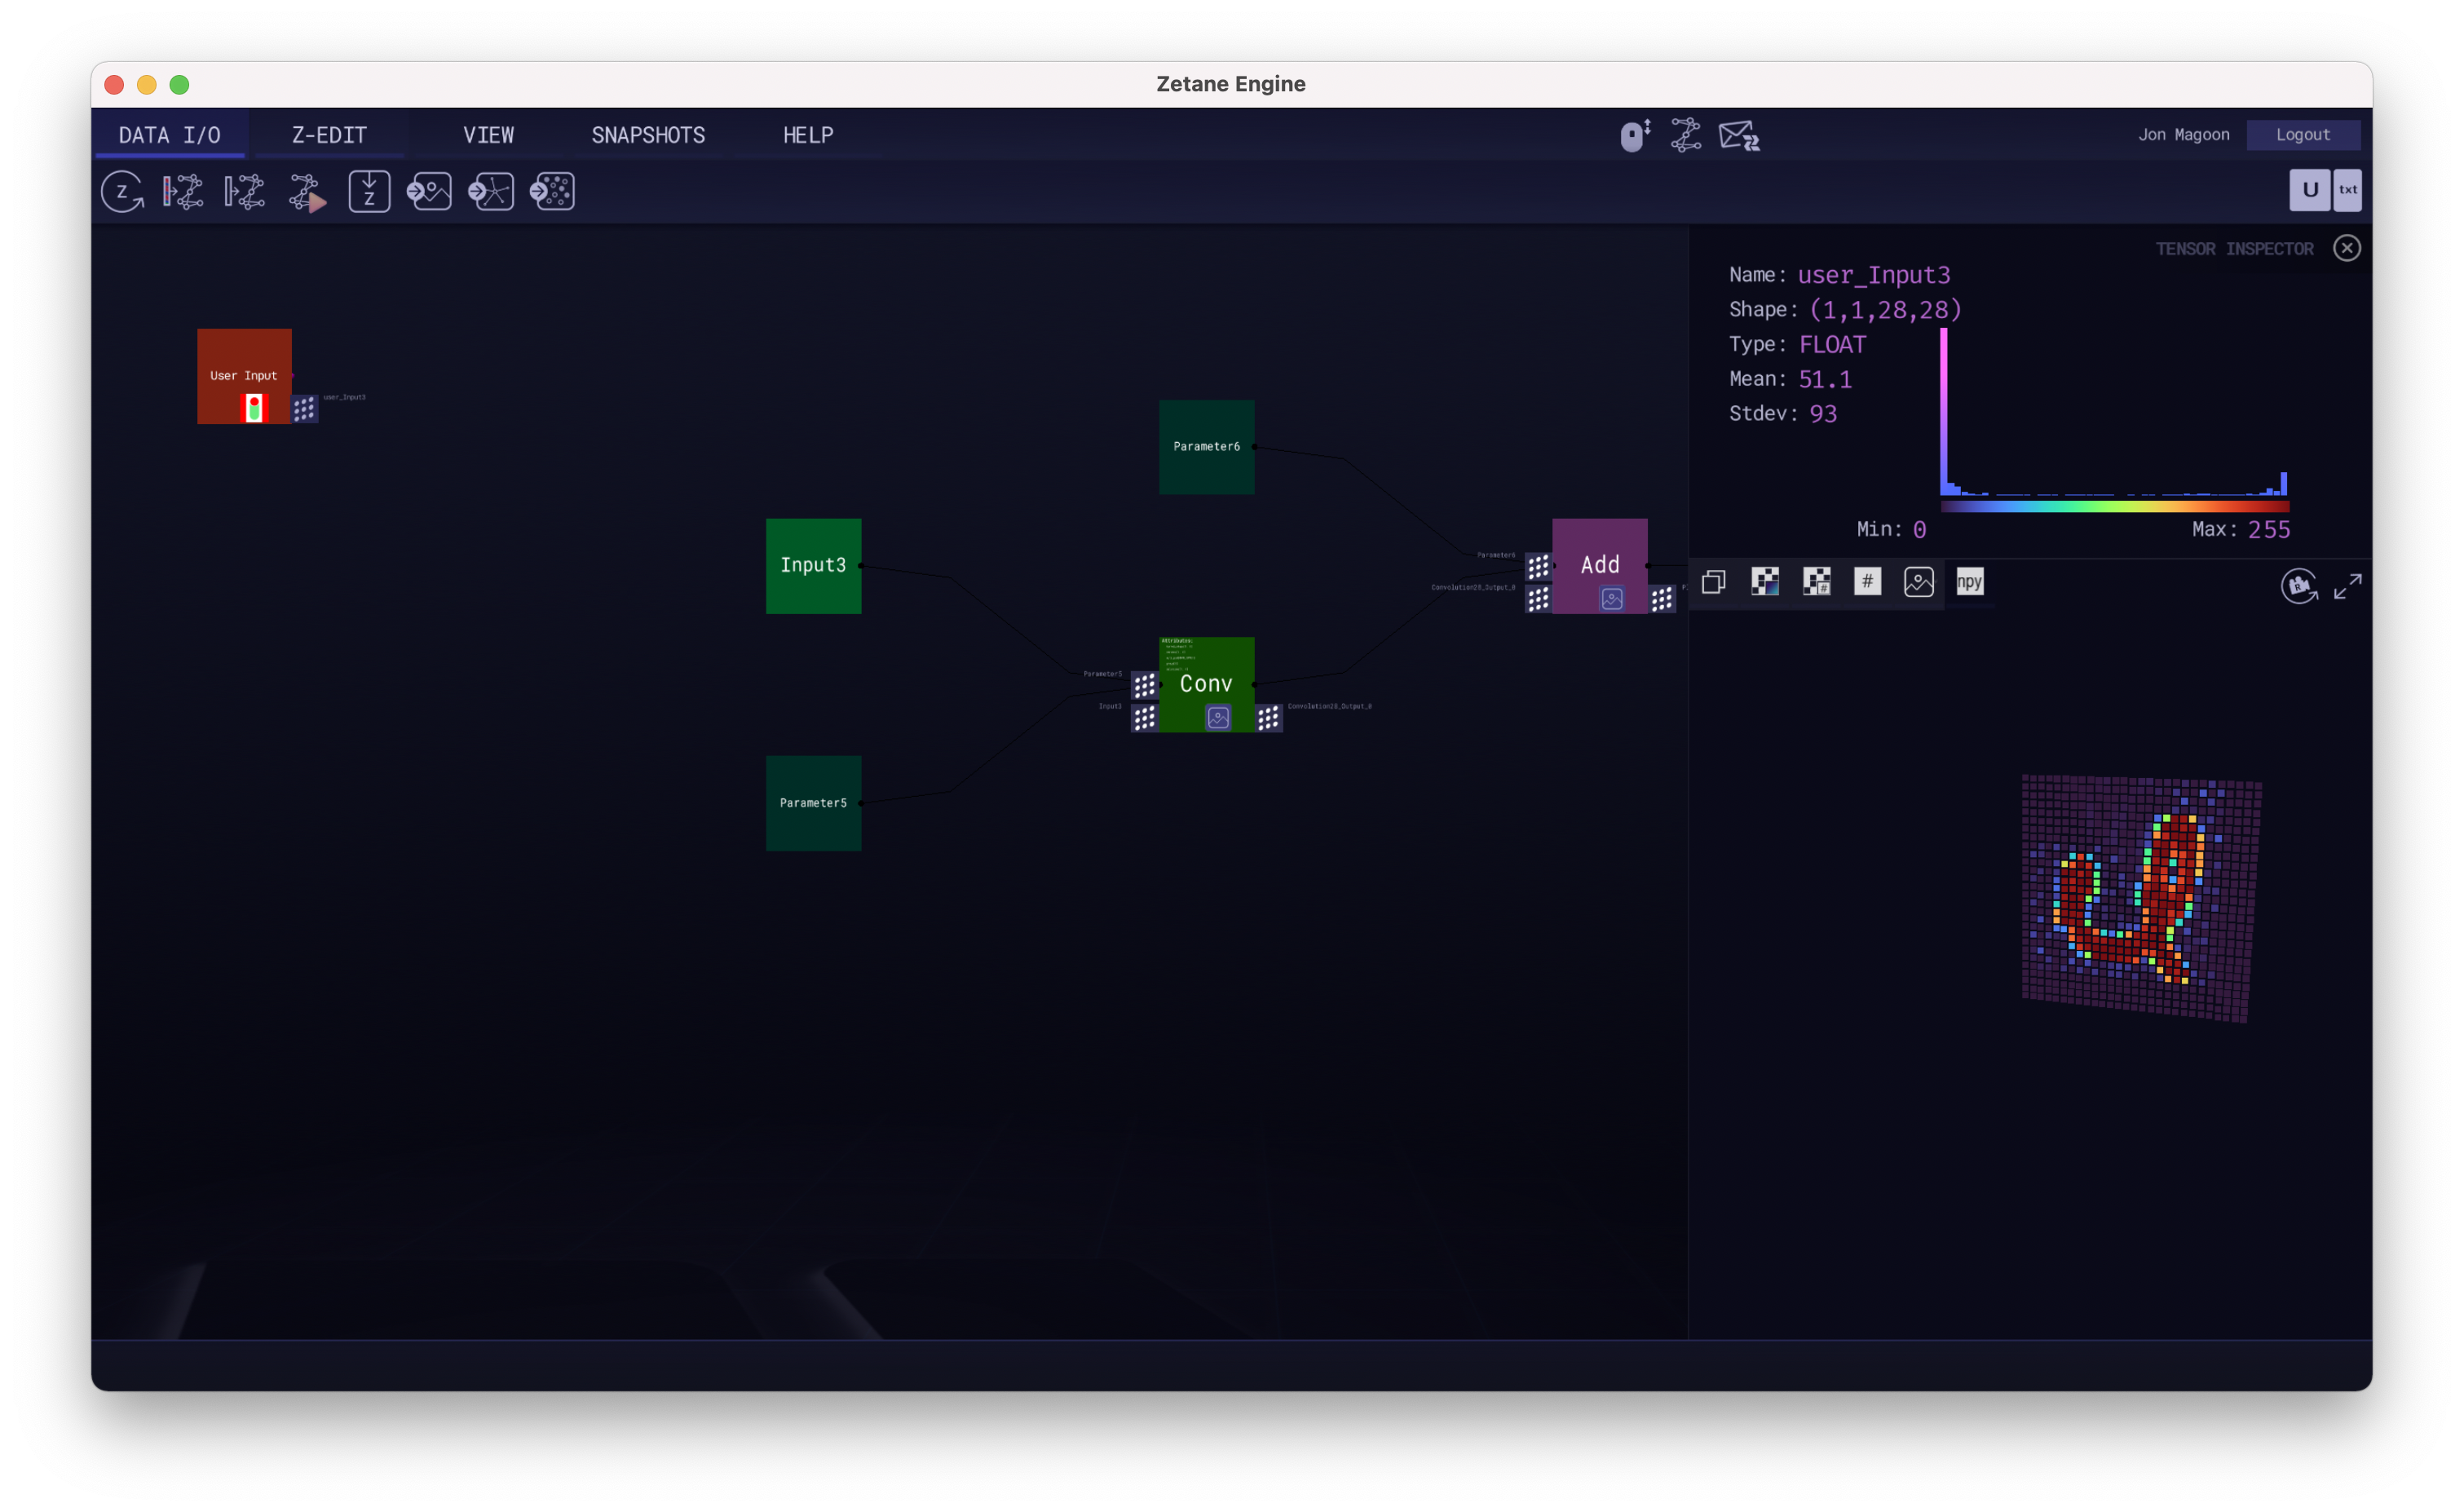 Zetane Engine
DATA I/O
Z-EDIT
VIEW
SNAPSHOTS
HELP
Jon Magoon
Logout
Z
Z
U
txt
TENSOR INSPECTOR
Name: user_Input3
Shape: (1,1,28,28)
Type: FLOAT
Mean: 51.1
Stdev: 93
Min: 0
Max: 255
#
#
npy
R
User Input
user_Input3
Parameter6
Input3
Parameter6
Convolution28_Output_0
Add
Attributes:
Parameter5
Conv
Input3
Convolution28_Output_0
Parameter5